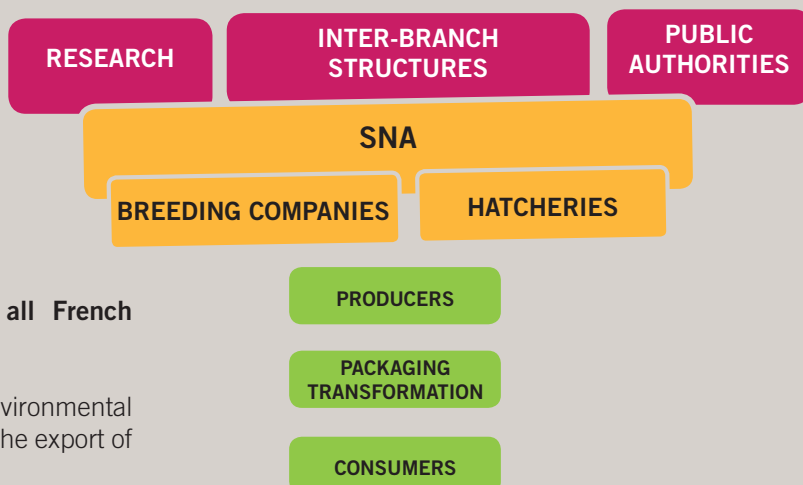 RESEARCH
INTER-BRANCH
STRUCTURES
PUBLIC
AUTHORITIES
SNA
BREEDING COMPANIES
HATCHERIES
all French
PRODUCERS
PACKAGING
TRANSFORMATION
vironmental
he export of
CONSUMERS